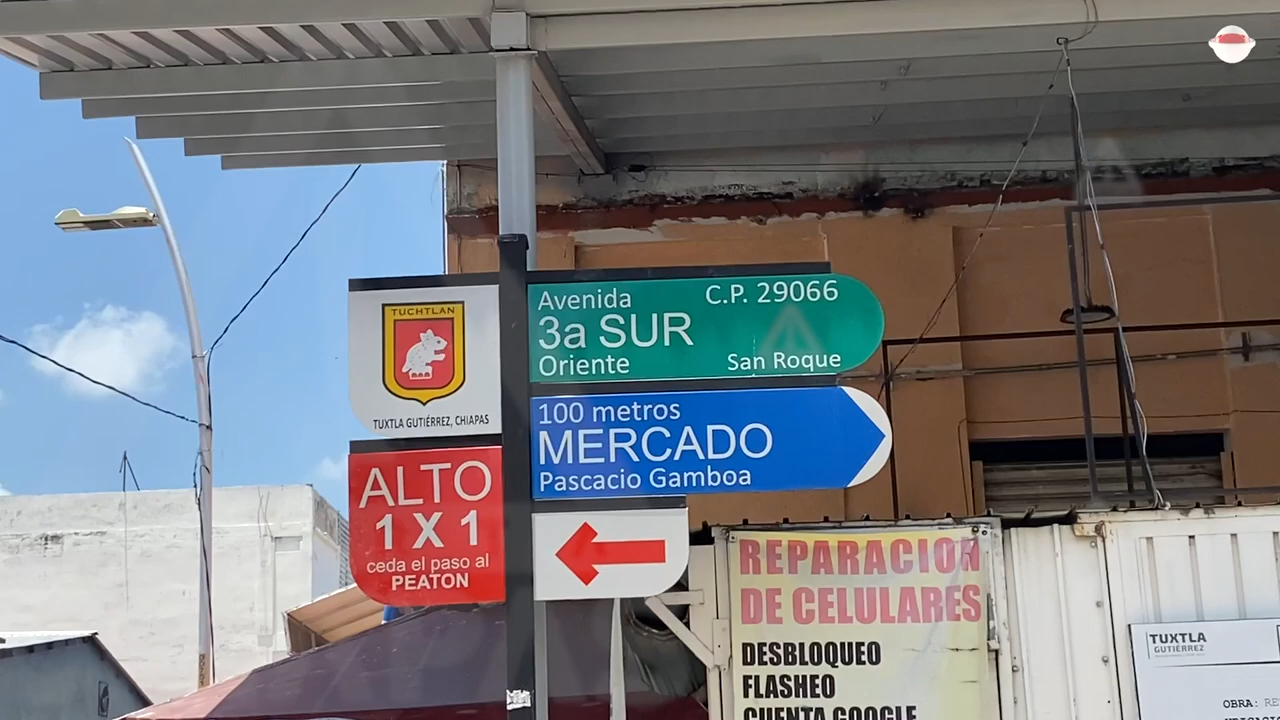 TUCHTLAN
TUXTLA GUTIÉRREZ, CHIAPAS
Avenida C.P. 29066
3a SUR
Oriente San Roque
100 metros
MERCADO
Pascacio Gamboa
ALTO
1 X 1
ceda el paso al
PEATON
REPARACION
DE CELULARES
DESBLOQUEO
FLASHEO
CUENTA GOOGLE
TUXTLA
GUTIÉRREZ
OBRA: